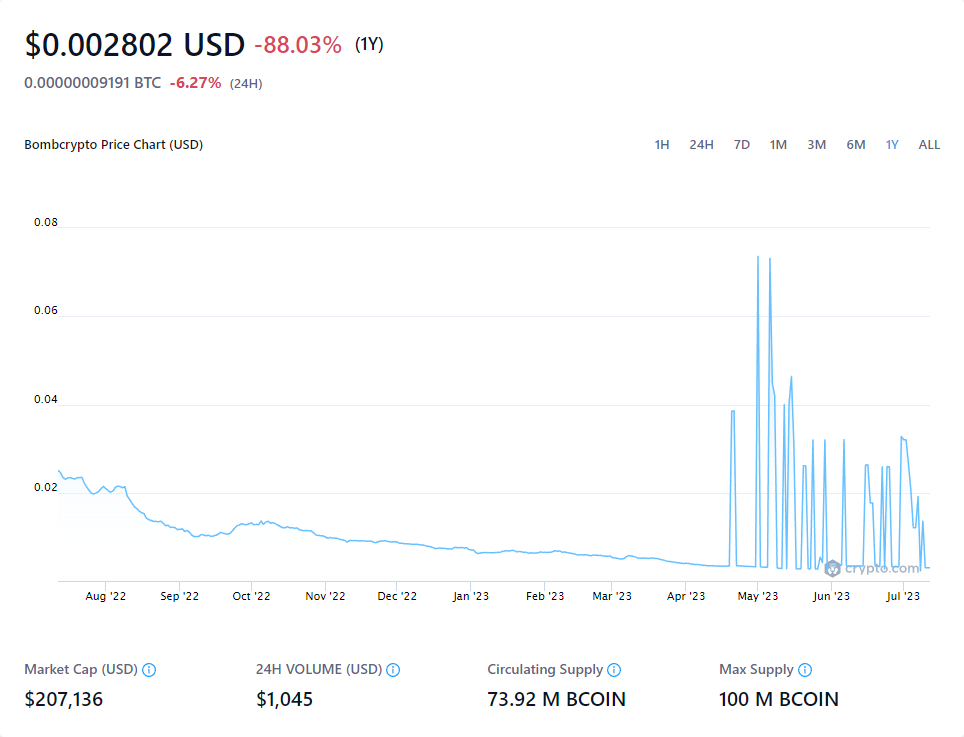 $0.002802 USD -88.03% (1Y)
0.00000009191 BTC -6.27% (24H)
Bombcrypto Price Chart (USD) 1H 24H 7D 1M 3M 6M 1Y ALL
0.08
0.06
0.04
0.02
crypto.com
Aug '22 Sep '22 Oct '22 Nov '22 Dec '22 Jan '23 Feb '23 Mar '23 Apr '23 May '23 Jun '23 Jul '23
Market Cap (USD) 24H VOLUME (USD) Circulating Supply Max Supply
$207,136 $1,045 73.92 M BCOIN 100 M BCOIN